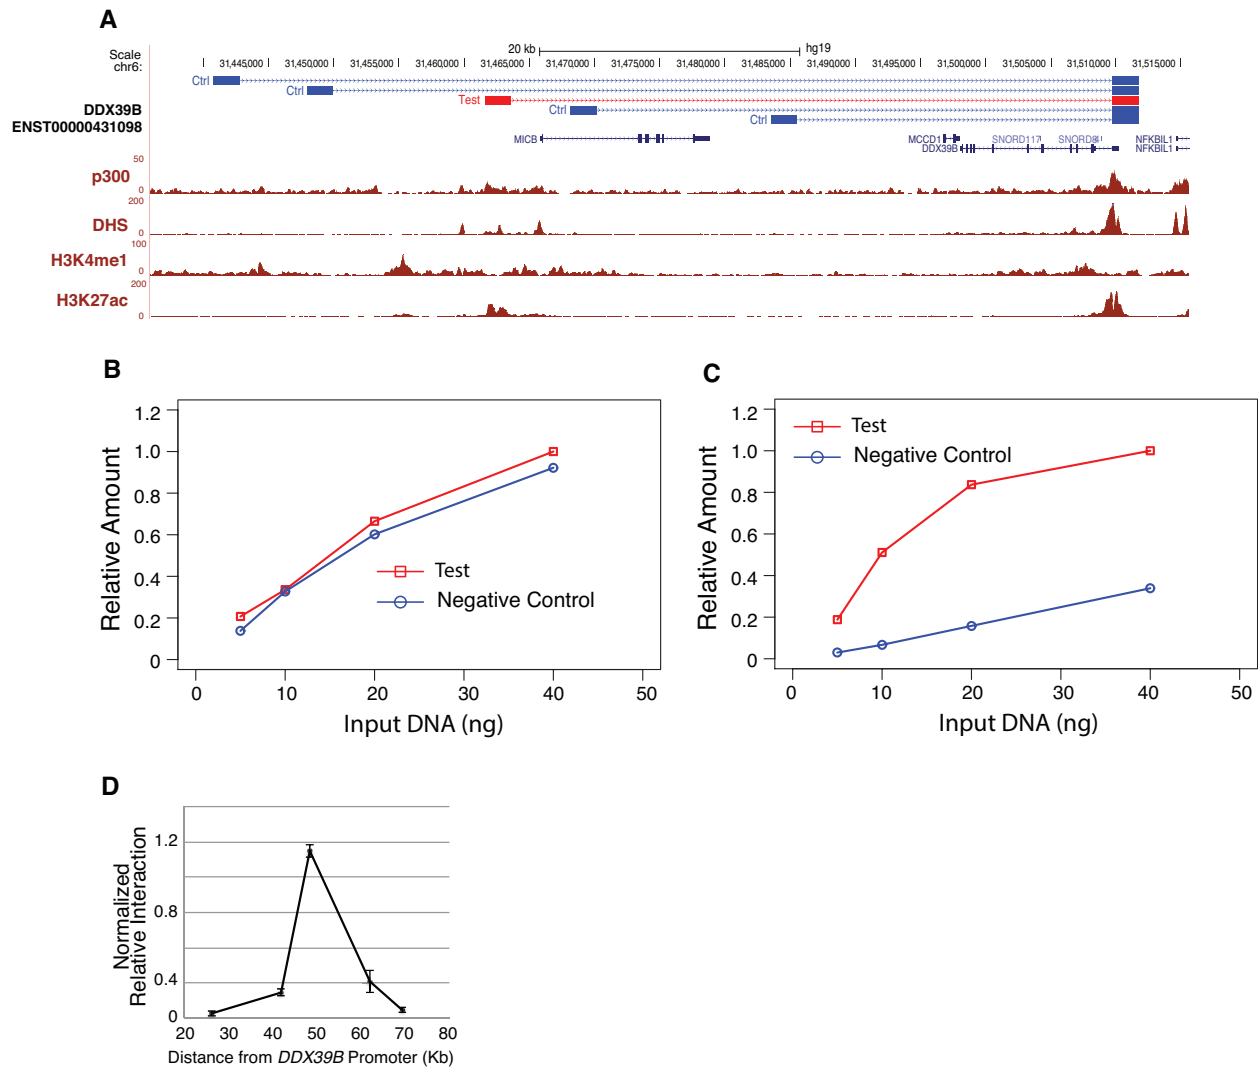 A
Scale
chr6:
20 kb
hg19
31,445,000 31,450,000 31,455,000 31,460,000 31,465,000 31,470,000 31,475,000 31,480,000 31,485,000 31,490,000 31,495,000 31,500,000 31,505,000 31,510,000 31,515,000
Ctrl
Ctrl
Test
Ctrl
Ctrl
DDX39B
ENST00000431098
MICB
MCCD1
SNORD117
NFKBIL1
DDX39B
NFKBIL1
50
p300
0
200
DHS
0
100
H3K4me1
0
200
H3K27ac
0
B
1.2
1.0
0.8
0.6
0.4
0.2
0
Relative Amount
Test
Negative Control
0 10 20 30 40 50
Input DNA (ng)
C
1.2
1.0
0.8
0.6
0.4
0.2
0
Relative Amount
Test
Negative Control
0 10 20 30 40 50
Input DNA (ng)
D
1.2
0.8
0.4
0
Normalized
Relative Interaction
20 30 40 50 60 70 80
Distance from DDX39B Promoter (Kb)